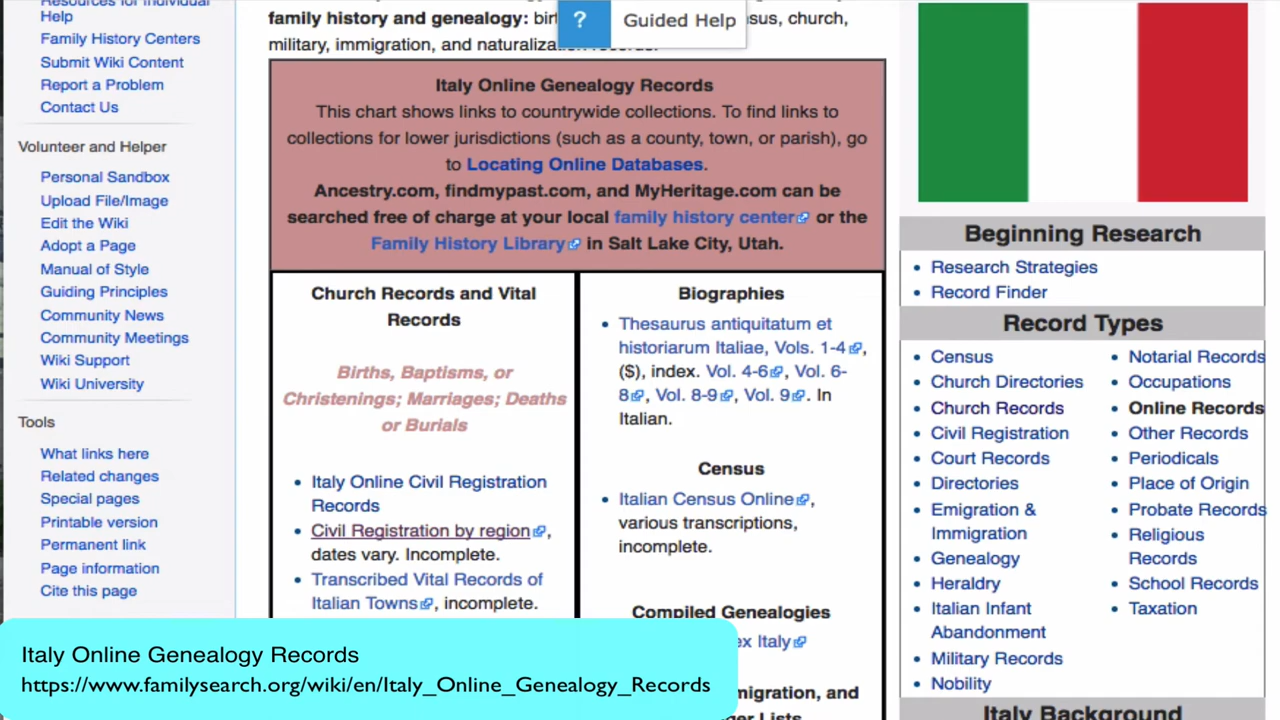 Resources for Individual
Help
Family History Centers
Submit Wiki Content
Report a Problem
Contact Us
Volunteer and Helper
Personal Sandbox
Upload File/Image
Edit the Wiki
Adopt a Page
Manual of Style
Guiding Principles
Community News
Community Meetings
Wiki Support
Wiki University
Tools
What links here
Related changes
Special pages
Printable version
Permanent link
Page information
Cite this page
family history and genealogy:
church,
military, immigration, and naturalization records.
? Guided Help
Italy Online Genealogy Records
This chart shows links to countrywide collections. To find links to
collections for lower jurisdictions (such as a county, town, or parish), go
to Locating Online Databases.
Ancestry.com, findmypast.com, and MyHeritage.com can be
searched free of charge at your local family history center or the
Family History Library in Salt Lake City, Utah.
Church Records and Vital
Records
Births, Baptisms, or
Christenings; Marriages; Deaths
or Burials
• Italy Online Civil Registration
Records
• Civil Registration by region,
dates vary. Incomplete.
• Transcribed Vital Records of
Italian Towns, incomplete.
Biographies
• Thesaurus antiquitatum et
historiarum Italiae, Vols. 1-4,
($), index. Vol. 4-6, Vol. 6-
8, Vol. 8-9, Vol. 9. In
Italian.
Census
• Italian Census Online,
various transcriptions,
incomplete.
Compiled Genealogies
Italy
and
Lists
Beginning Research
• Research Strategies
• Record Finder
Record Types
• Census
• Church Directories
• Church Records
• Civil Registration
• Court Records
• Directories
• Emigration &
Immigration
• Genealogy
• Heraldry
• Italian Infant
Abandonment
• Military Records
• Nobility
• Notarial Records
• Occupations
• Online Records
• Other Records
• Periodicals
• Place of Origin
• Probate Records
• Religious
Records
• School Records
• Taxation
Italy Background
Italy Online Genealogy Records
https://www.familysearch.org/wiki/en/Italy_Online_Genealogy_Records